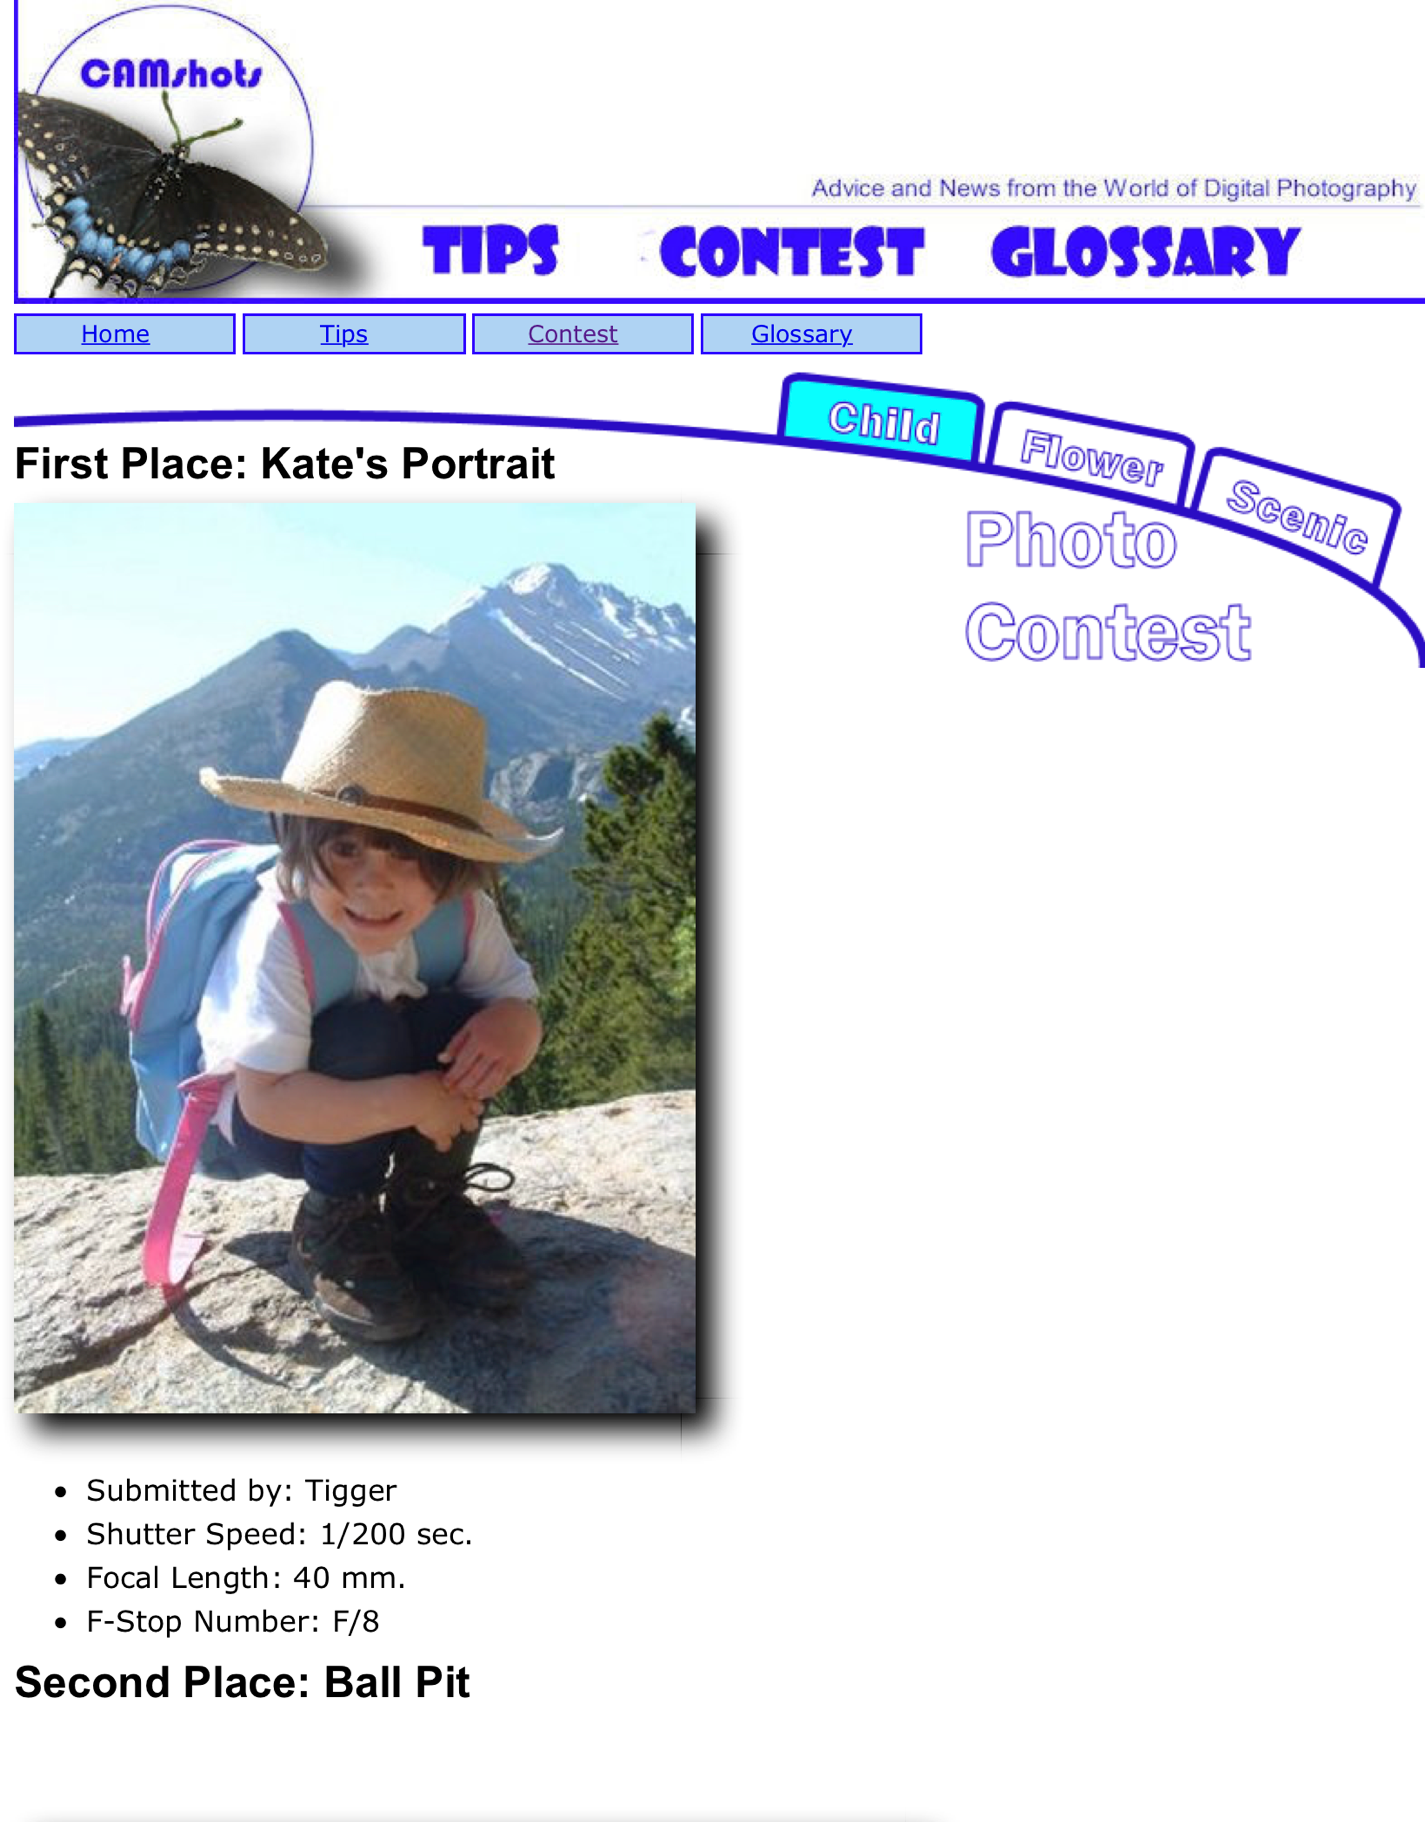 CAMshots
Advice and News from the World of Digital Photography
TIPS CONTEST GLOSSARY
Home Tips Contest Glossary
Child Flower Scenic
First Place: Kate's Portrait
Photo
Contest
Submitted by: Tigger
Shutter Speed: 1/200 sec.
Focal Length: 40 mm.
F-Stop Number: F/8
Second Place: Ball Pit